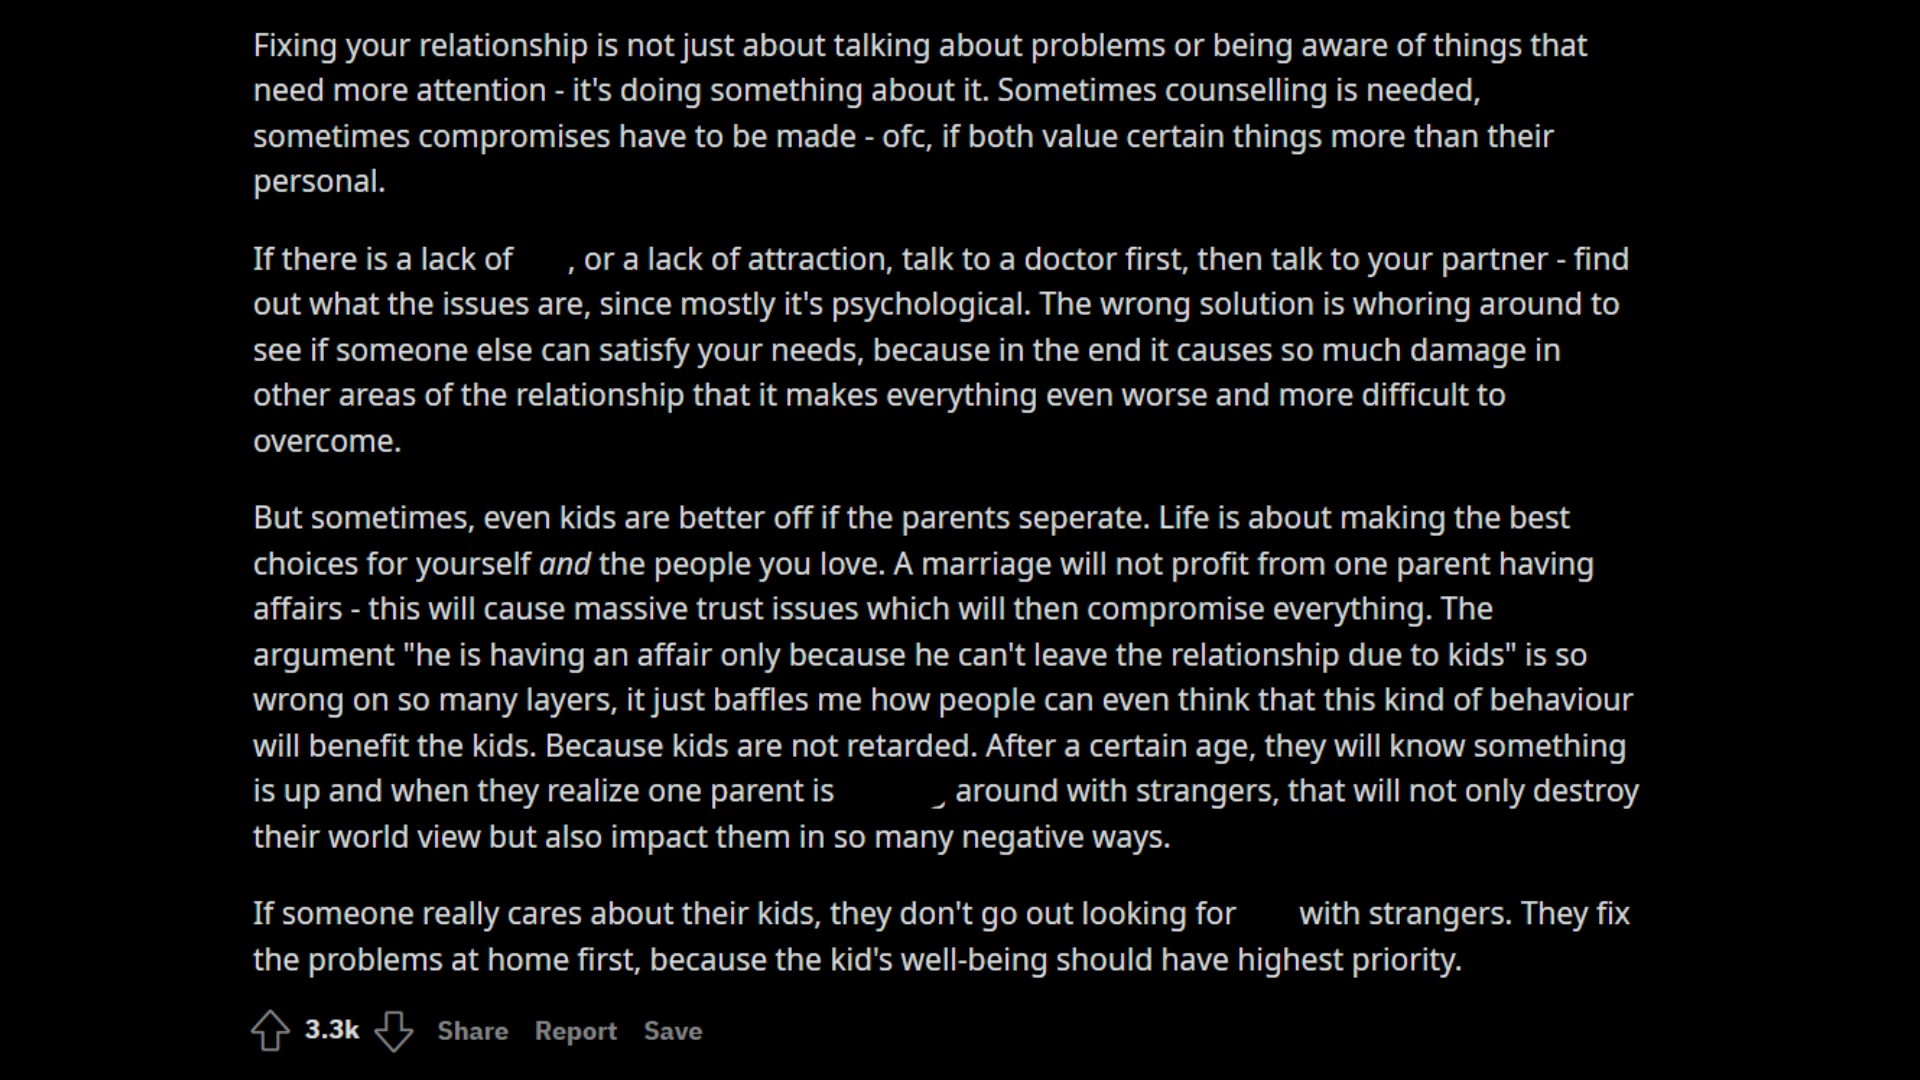 Fixing your relationship is not just about talking about problems or being aware of things that
need more attention - it's doing something about it. Sometimes counselling is needed,
sometimes compromises have to be made - ofc, if both value certain things more than their
personal.
If there is a lack of , or a lack of attraction, talk to a doctor first, then talk to your partner - find
out what the issues are, since mostly it's psychological. The wrong solution is whoring around to
see if someone else can satisfy your needs, because in the end it causes so much damage in
other areas of the relationship that it makes everything even worse and more difficult to
overcome.
But sometimes, even kids are better off if the parents seperate. Life is about making the best
choices for yourself and the people you love. A marriage will not profit from one parent having
affairs - this will cause massive trust issues which will then compromise everything. The
argument "he is having an affair only because he can't leave the relationship due to kids" is so
wrong on so many layers, it just baffles me how people can even think that this kind of behaviour
will benefit the kids. Because kids are not retarded. After a certain age, they will know something
is up and when they realize one parent is around with strangers, that will not only destroy
their world view but also impact them in so many negative ways.
If someone really cares about their kids, they don't go out looking for with strangers. They fix
the problems at home first, because the kid's well-being should have highest priority.
3.3k Share Report Save